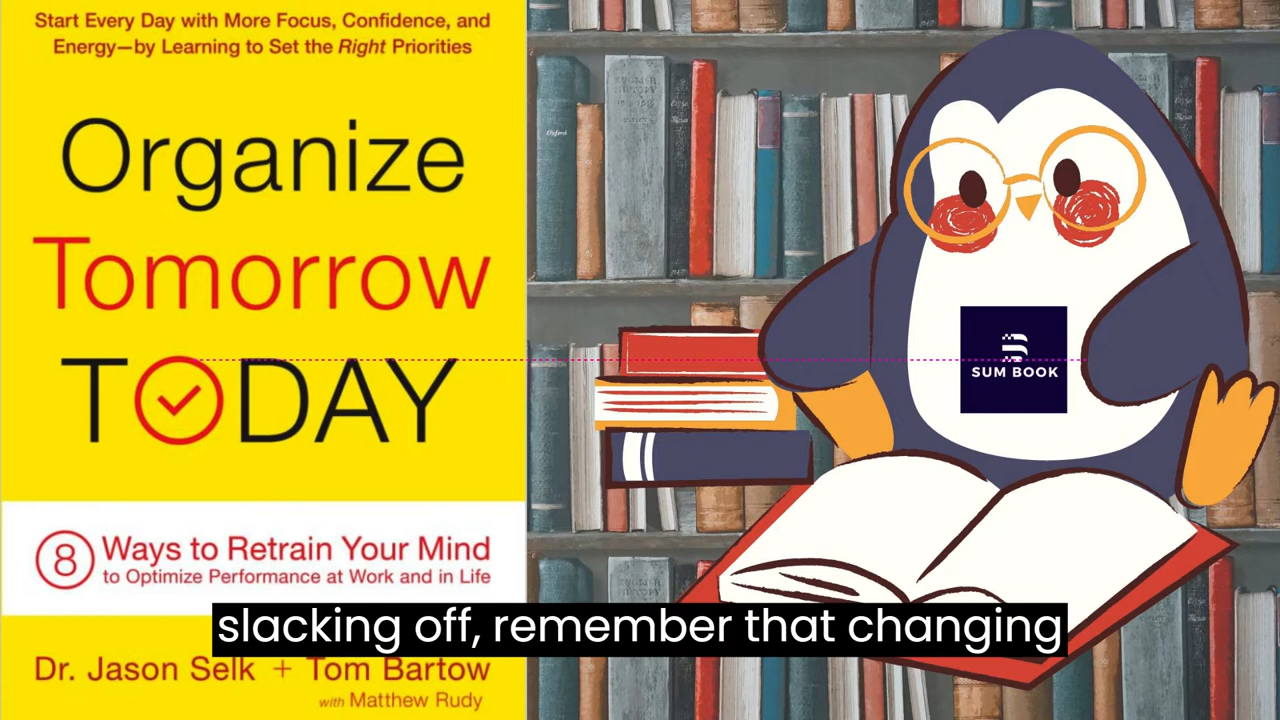 Start Every Day with More Focus, Confidence, and
Energy—by Learning to Set the Right Priorities
Organize
Tomorrow
TODAY
8 Ways to Retrain Your Mind
to Optimize Performance at Work and in Life
Dr. Jason Selk + Tom Bartow
with Matthew Rudy
SUM BOOK
slacking off, remember that changing